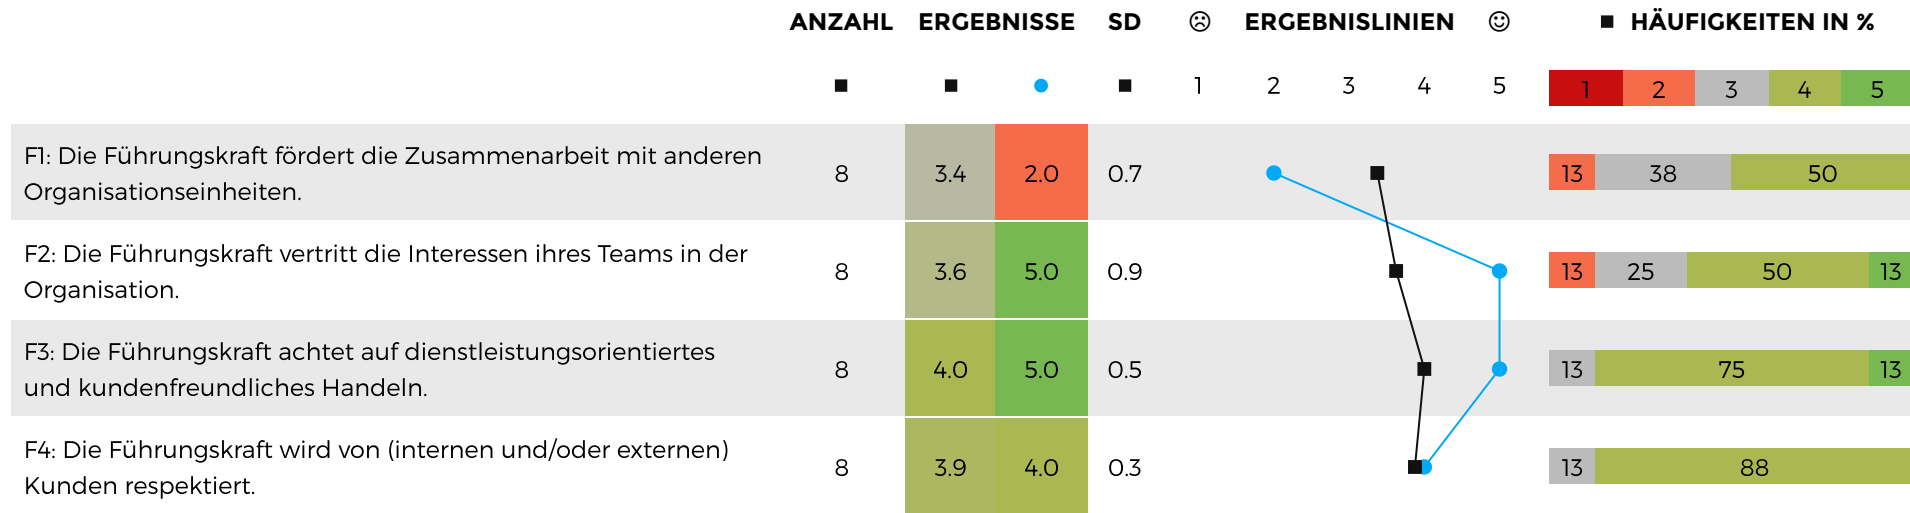 ANZAHL ERGEBNISSE SD ERGEBNISLINIEN HÄUFIGKEITEN IN %
1 2 3 4 5 1 2 3 4 5
F1: Die Führungskraft fördert die Zusammenarbeit mit anderen
Organisationseinheiten.
8 3.4 2.0 0.7 13 38 50
F2: Die Führungskraft vertritt die Interessen ihres Teams in der
Organisation.
8 3.6 5.0 0.9 13 25 50 13
F3: Die Führungskraft achtet auf dienstleistungsorientiertes
und kundenfreundliches Handeln.
8 4.0 5.0 0.5 13 75 13
F4: Die Führungskraft wird von (internen und/oder externen)
Kunden respektiert.
8 3.9 4.0 0.3 13 88